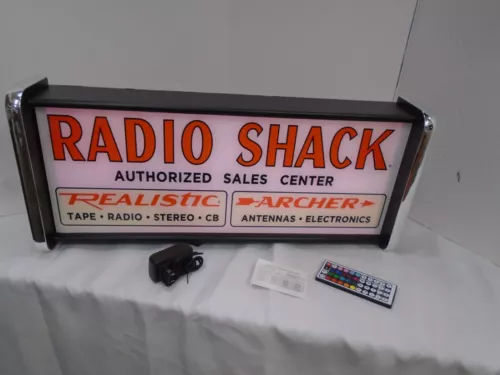 RADIO SHACK
AUTHORIZED SALES CENTER
REALISTIC
TAPE • RADIO • STEREO • CB
ARCHER
ANTENNAS • ELECTRONICS